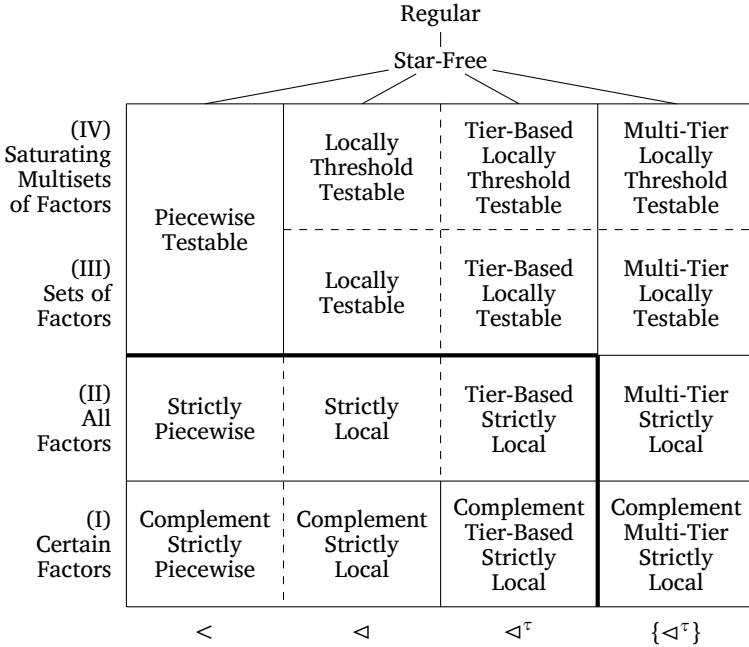 Regular
Star-Free
(IV)
Saturating
Multisets
of Factors
Piecewise
Testable
Locally
Threshold
Testable
Tier-Based
Locally
Threshold
Testable
Multi-Tier
Locally
Threshold
Testable
(III)
Sets of
Factors
Locally
Testable
Tier-Based
Locally
Testable
Multi-Tier
Locally
Testable
(II)
All
Factors
Strictly
Piecewise
Strictly
Local
Tier-Based
Strictly
Local
Multi-Tier
Strictly
Local
(I)
Certain
Factors
Complement
Strictly
Piecewise
Complement
Strictly
Local
Complement
Tier-Based
Strictly
Local
Complement
Multi-Tier
Strictly
Local
< ◁ ◁^τ {◁^τ}